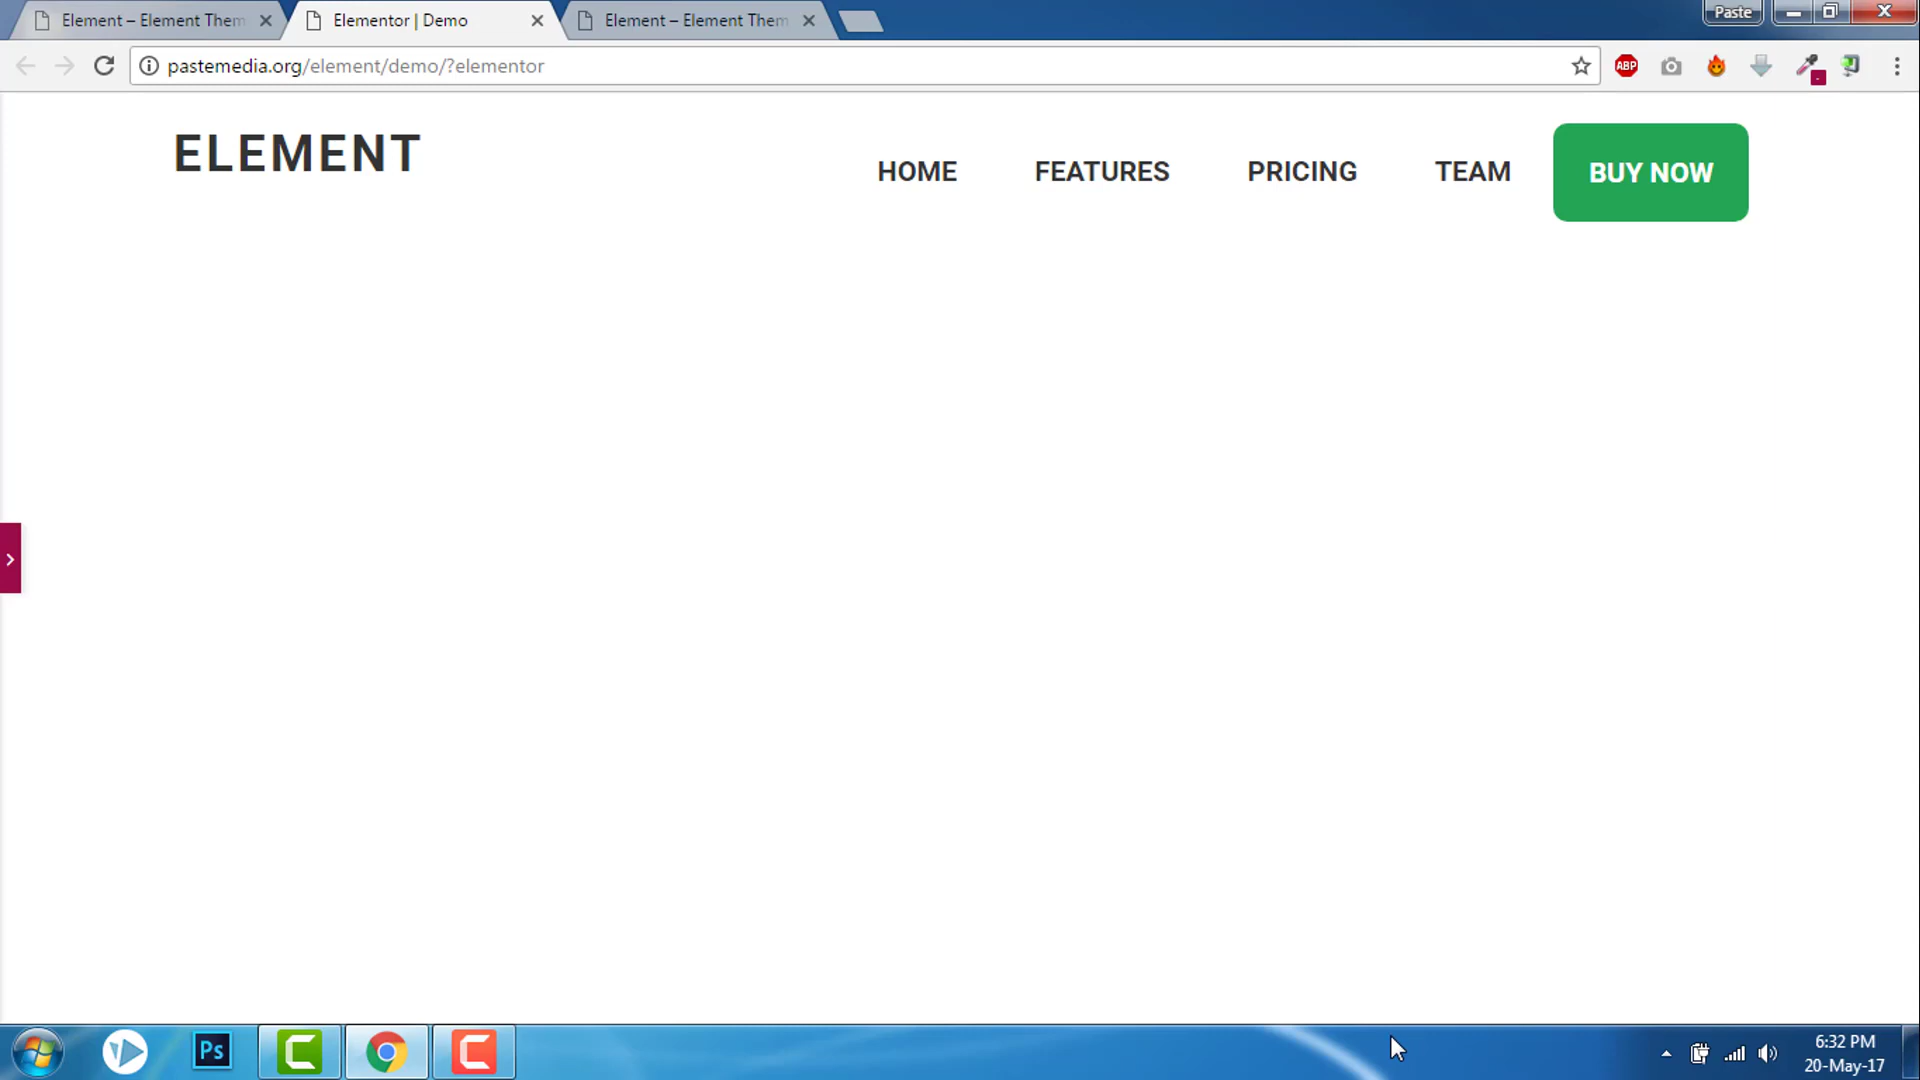 Element – Element Them
Elementor | Demo
Element – Element Them
Paste
pastemedia.org/element/demo/?elementor
ABP
ELEMENT
HOME
FEATURES
PRICING
TEAM
BUY NOW
Ps
6:32 PM
20-May-17